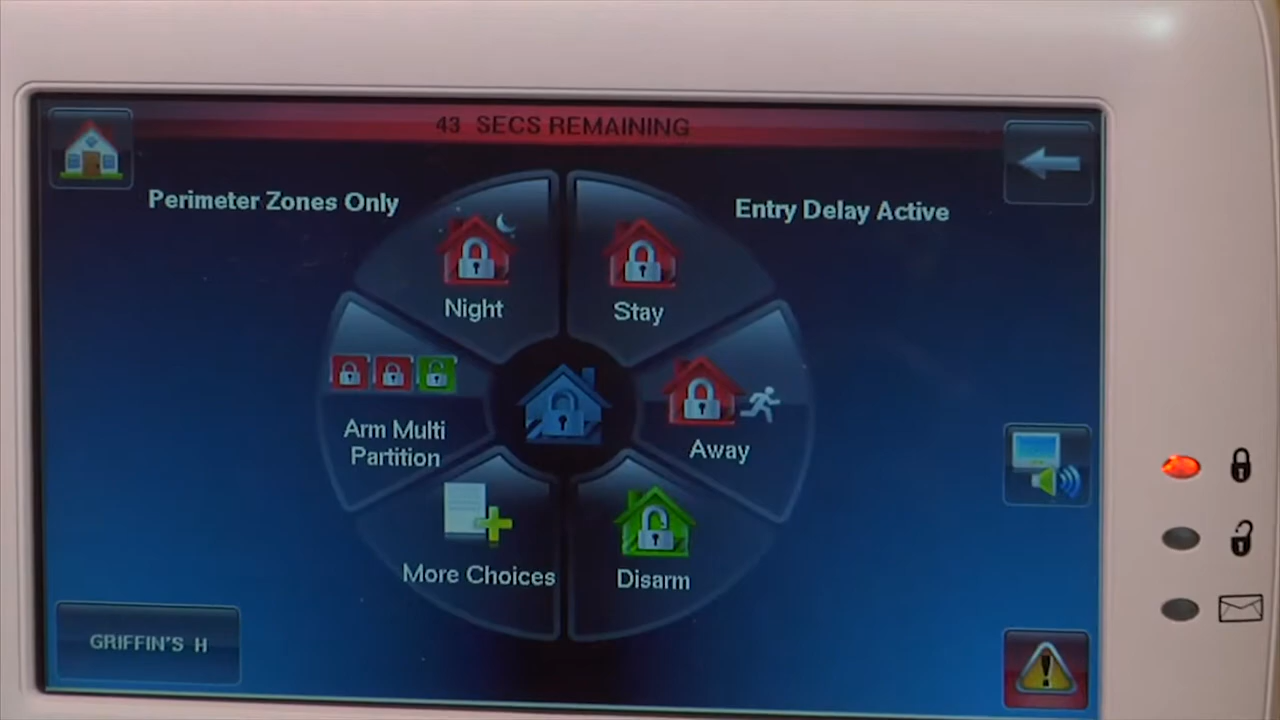 43 SECS REMAINING
Perimeter Zones Only
Entry Delay Active
Night
Stay
Arm Multi
Partition
Away
More Choices
Disarm
GRIFFIN'S H